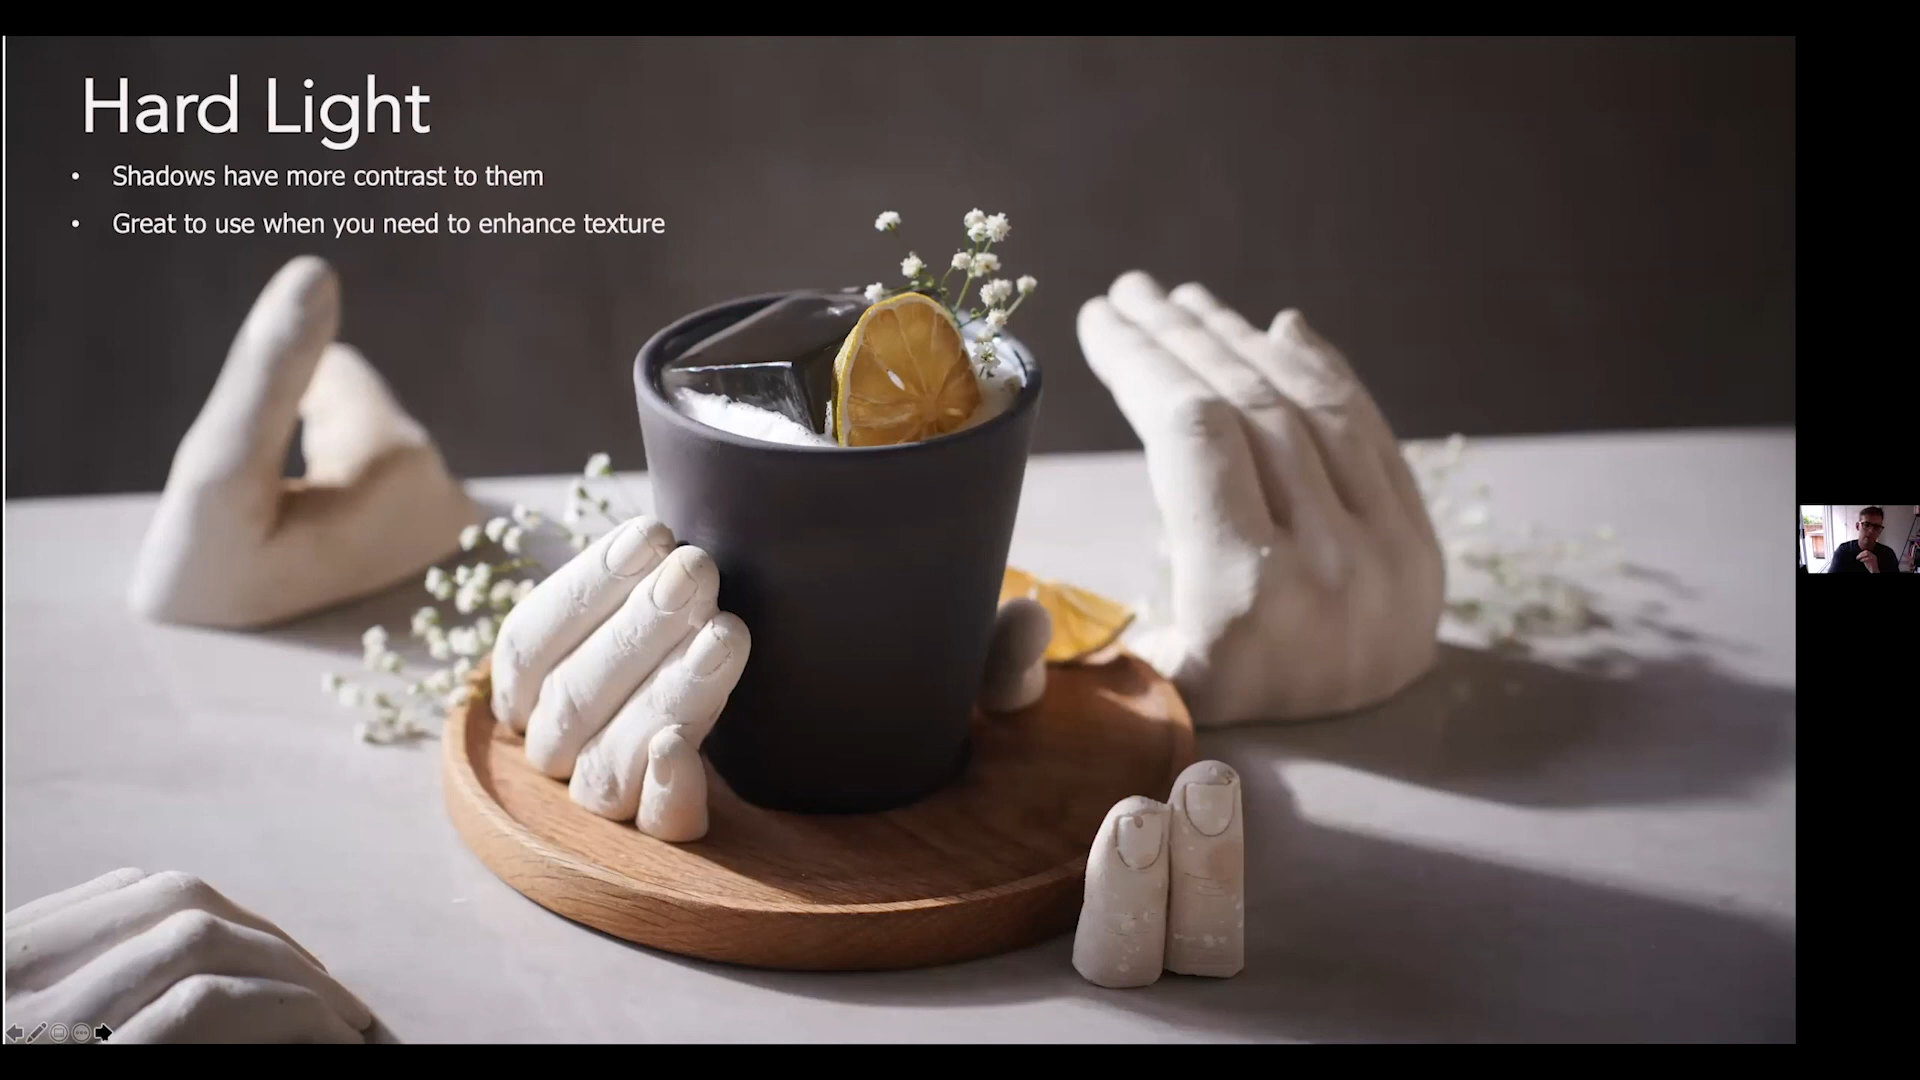 Hard Light
• Shadows have more contrast to them
• Great to use when you need to enhance texture